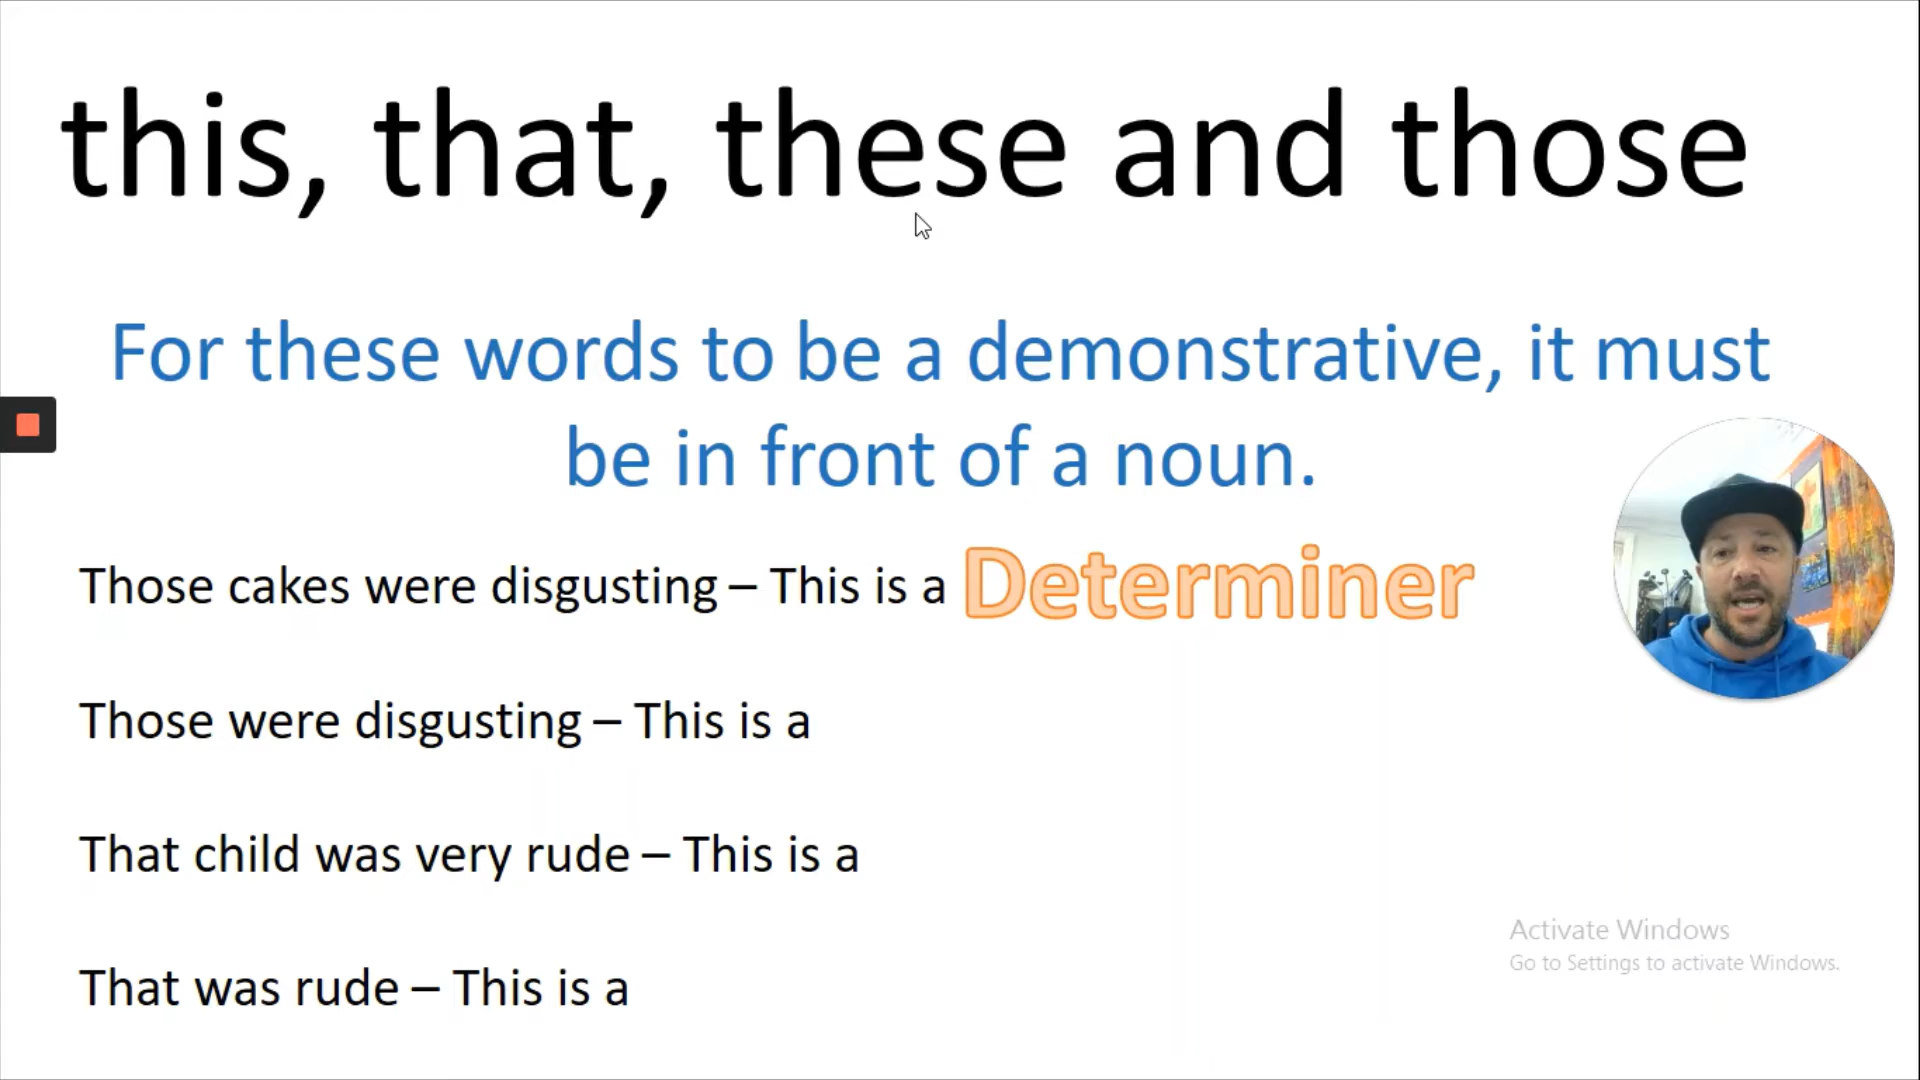 this, that, these and those
For these words to be a demonstrative, it must
be in front of a noun.
Those cakes were disgusting – This is a Determiner
Those were disgusting – This is a
That child was very rude – This is a
That was rude – This is a
Activate Windows
Go to Settings to activate Windows.